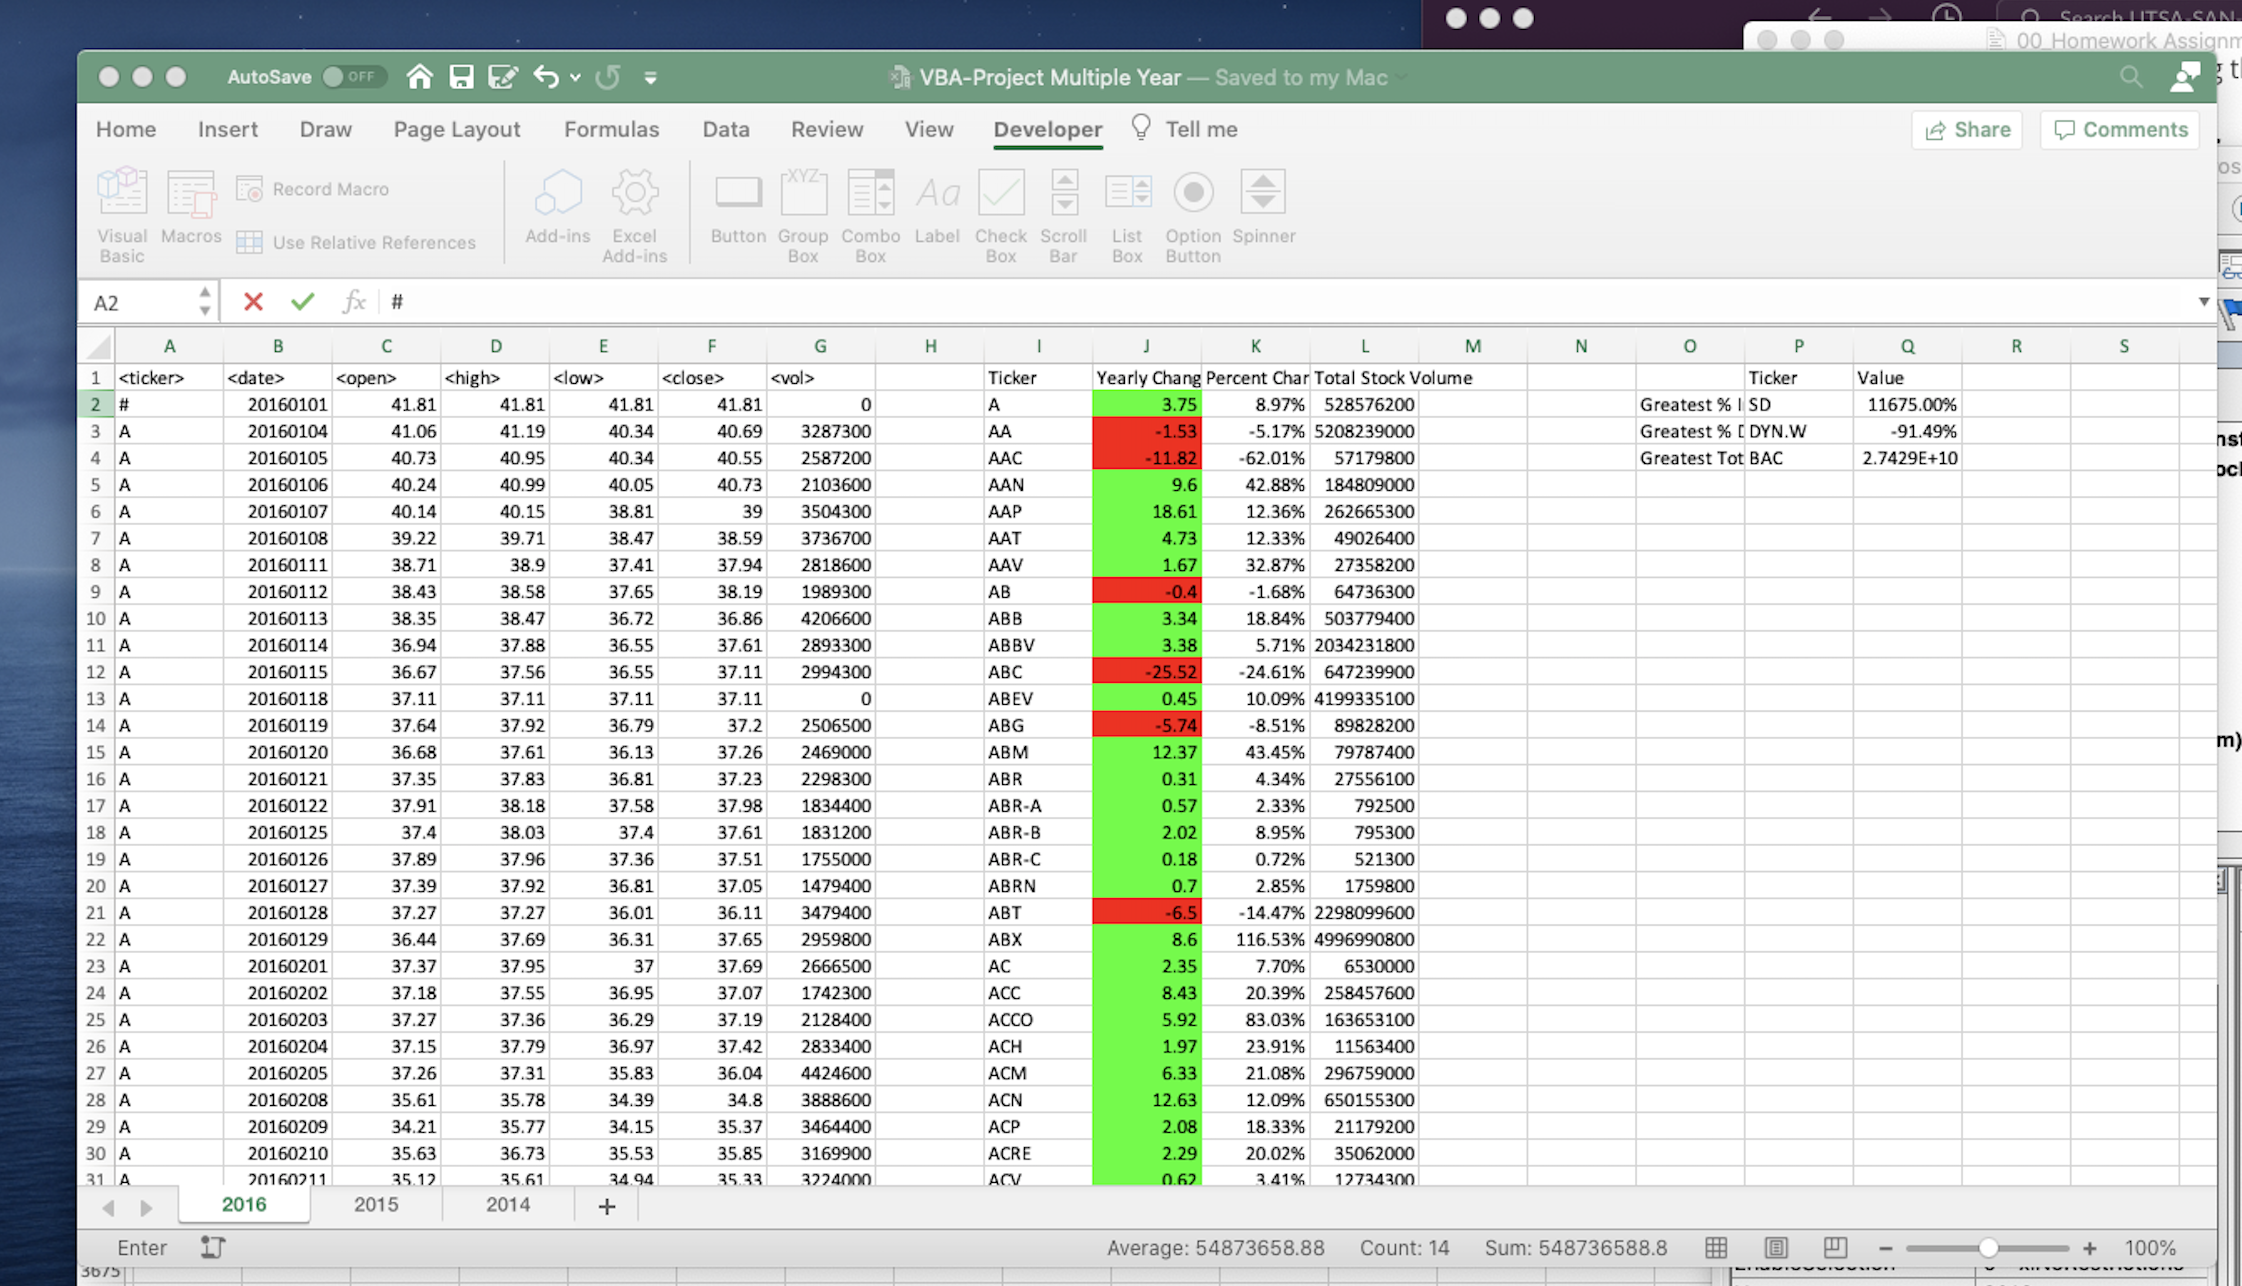 Search UTSA-SAN-
00_Homework Assignm
AutoSave OFF VBA-Project Multiple Year — Saved to my Mac
Home Insert Draw Page Layout Formulas Data Review View Developer Tell me Share Comments
Record Macro
Use Relative References
Visual Basic Macros Add-ins Excel Add-ins Button Group Box Combo Box Label Check Box Scroll Bar List Box Option Button Spinner
XYZ Aa
A2 fx #
A B C D E F G H I J K L M N O P Q R S
1 <ticker> <date> <open> <high> <low> <close> <vol> Ticker Yearly Chang Percent Char Total Stock Volume Ticker Value
2 # 20160101 41.81 41.81 41.81 41.81 0 A 3.75 8.97% 528576200 Greatest % I SD 11675.00%
3 A 20160104 41.06 41.19 40.34 40.69 3287300 AA -1.53 -5.17% 5208239000 Greatest % D DYN.W -91.49%
4 A 20160105 40.73 40.95 40.34 40.55 2587200 AAC -11.82 -62.01% 57179800 Greatest Tot BAC 2.7429E+10
5 A 20160106 40.24 40.99 40.05 40.73 2103600 AAN 9.6 42.88% 184809000
6 A 20160107 40.14 40.15 38.81 39 3504300 AAP 18.61 12.36% 262665300
7 A 20160108 39.22 39.71 38.47 38.59 3736700 AAT 4.73 12.33% 49026400
8 A 20160111 38.71 38.9 37.41 37.94 2818600 AAV 1.67 32.87% 27358200
9 A 20160112 38.43 38.58 37.65 38.19 1989300 AB -0.4 -1.68% 64736300
10 A 20160113 38.35 38.47 36.72 36.86 4206600 ABB 3.34 18.84% 503779400
11 A 20160114 36.94 37.88 36.55 37.61 2893300 ABBV 3.38 5.71% 2034231800
12 A 20160115 36.67 37.56 36.55 37.11 2994300 ABC -25.52 -24.61% 647239900
13 A 20160118 37.11 37.11 37.11 37.11 0 ABEV 0.45 10.09% 4199335100
14 A 20160119 37.64 37.92 36.79 37.2 2506500 ABG -5.74 -8.51% 89828200
15 A 20160120 36.68 37.61 36.13 37.26 2469000 ABM 12.37 43.45% 79787400
16 A 20160121 37.35 37.83 36.81 37.23 2298300 ABR 0.31 4.34% 27556100
17 A 20160122 37.91 38.18 37.58 37.98 1834400 ABR-A 0.57 2.33% 792500
18 A 20160125 37.4 38.03 37.4 37.61 1831200 ABR-B 2.02 8.95% 795300
19 A 20160126 37.89 37.96 37.36 37.51 1755000 ABR-C 0.18 0.72% 521300
20 A 20160127 37.39 37.92 36.81 37.05 1479400 ABRN 0.7 2.85% 1759800
21 A 20160128 37.27 37.27 36.01 36.11 3479400 ABT -6.5 -14.47% 2298099600
22 A 20160129 36.44 37.69 36.31 37.65 2959800 ABX 8.6 116.53% 4996990800
23 A 20160201 37.37 37.95 37 37.69 2666500 AC 2.35 7.70% 6530000
24 A 20160202 37.18 37.55 36.95 37.07 1742300 ACC 8.43 20.39% 258457600
25 A 20160203 37.27 37.36 36.29 37.19 2128400 ACCO 5.92 83.03% 163653100
26 A 20160204 37.15 37.79 36.97 37.42 2833400 ACH 1.97 23.91% 11563400
27 A 20160205 37.26 37.31 35.83 36.04 4424600 ACM 6.33 21.08% 296759000
28 A 20160208 35.61 35.78 34.39 34.8 3888600 ACN 12.63 12.09% 650155300
29 A 20160209 34.21 35.77 34.15 35.37 3464400 ACP 2.08 18.33% 21179200
30 A 20160210 35.63 36.73 35.53 35.85 3169900 ACRE 2.29 20.02% 35062000
31 A 20160211 35.12 35.61 34.94 35.33 3224000 ACV 0.62 3.41% 12734300
2016 2015 2014 +
Enter Average: 54873658.88 Count: 14 Sum: 548736588.8 100%
3675